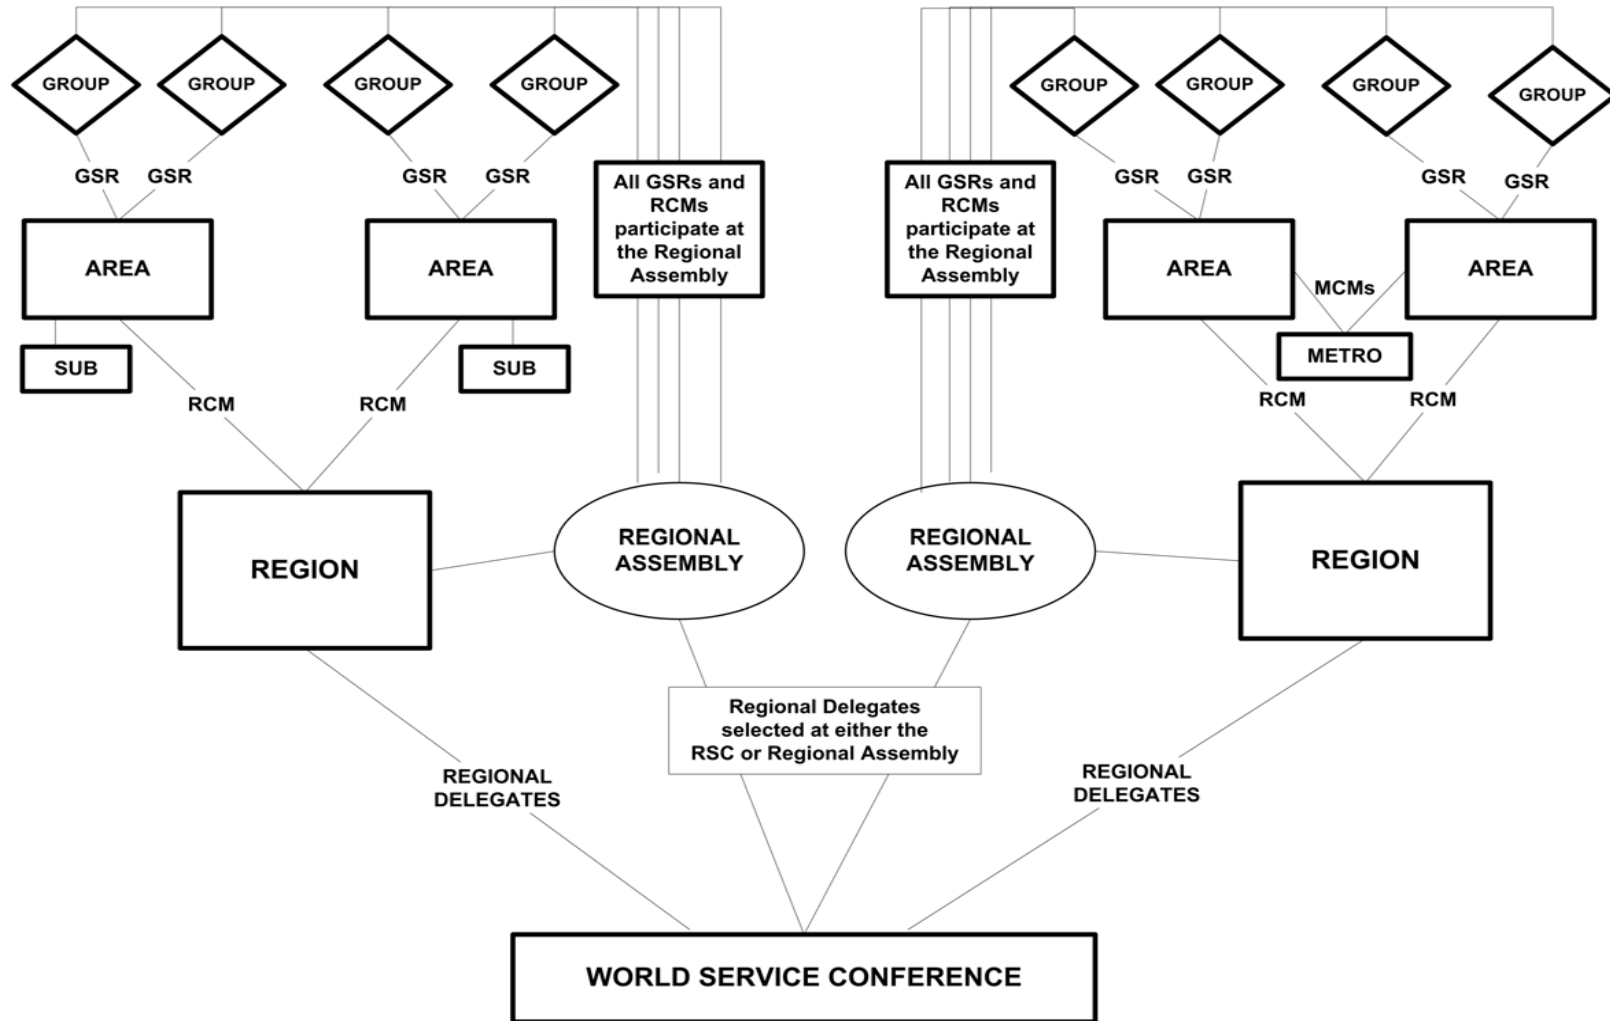 GROUP
GROUP
GROUP
GROUP
GROUP
GROUP
GROUP
GROUP
GSR
GSR
GSR
GSR
All GSRs and
RCMs
participate at
the Regional
Assembly
All GSRs and
RCMs
participate at
the Regional
Assembly
GSR
GSR
GSR
GSR
AREA
AREA
AREA
AREA
MCMs
SUB
SUB
METRO
RCM
RCM
RCM
RCM
REGION
REGIONAL
ASSEMBLY
REGIONAL
ASSEMBLY
REGION
Regional Delegates
selected at either the
RSC or Regional Assembly
REGIONAL
DELEGATES
REGIONAL
DELEGATES
WORLD SERVICE CONFERENCE